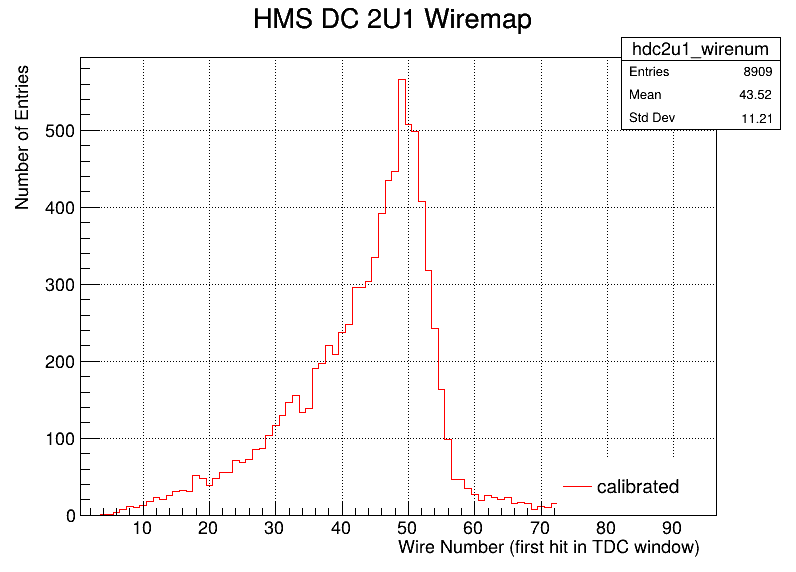 HMS DC 2U1 Wiremap
hdc2u1_wirenum
Entries 8909
Mean 43.52
Std Dev 11.21
Number of Entries
500
400
300
200
100
0
calibrated
10 20 30 40 50 60 70 80 90
Wire Number (first hit in TDC window)